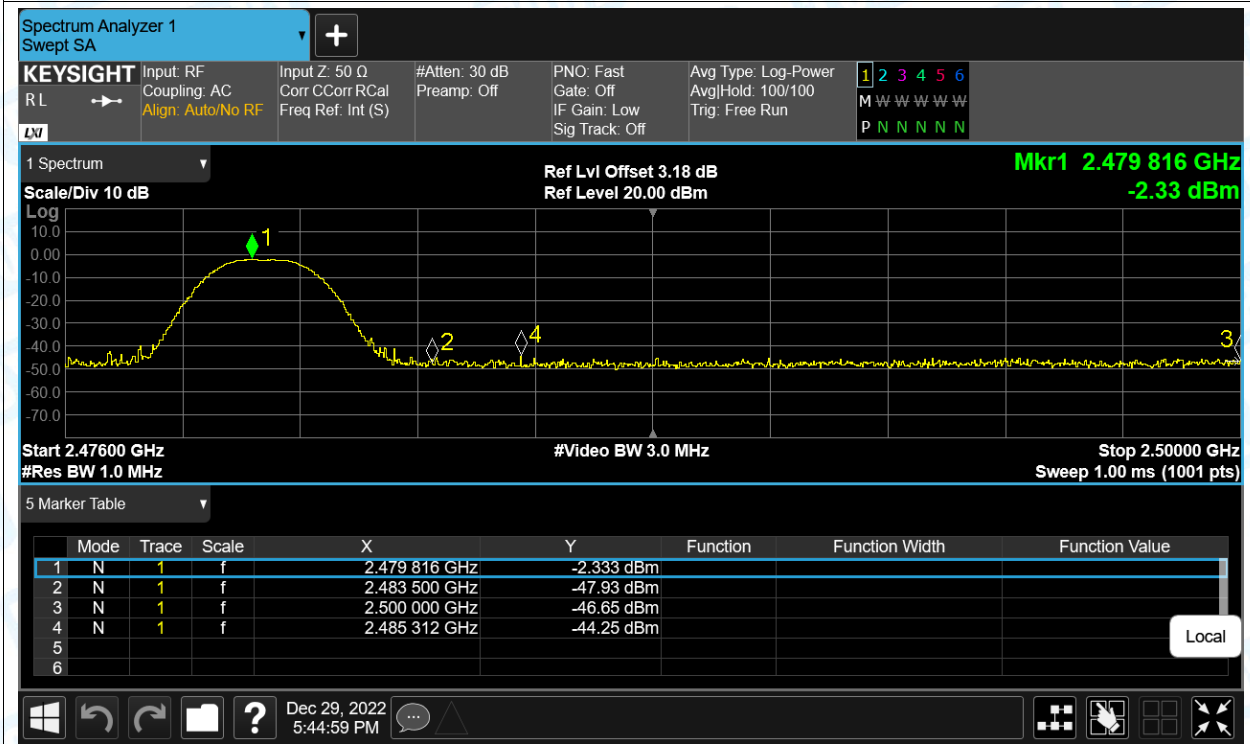 Spectrum Analyzer 1
Swept SA
+
KEYSIGHT Input: RF Input Z: 50 Ω #Atten: 30 dB PNO: Fast Avg Type: Log-Power 1 2 3 4 5 6
R L Coupling: AC Corr CCorr RCal Preamp: Off Gate: Off Avg|Hold: 100/100 M W W W W W W
Align: Auto/No RF Freq Ref: Int (S) IF Gain: Low Trig: Free Run
LXI Sig Track: Off P N N N N N
1 Spectrum Ref Lvl Offset 3.18 dB Mkr1 2.479 816 GHz
Scale/Div 10 dB Ref Level 20.00 dBm -2.33 dBm
Log
10.0 1
0.00
-10.0
-20.0
-30.0
-40.0 2 4 3
-50.0
-60.0
-70.0
Start 2.47600 GHz #Video BW 3.0 MHz Stop 2.50000 GHz
#Res BW 1.0 MHz Sweep 1.00 ms (1001 pts)
5 Marker Table
Mode Trace Scale X Y Function Function Width Function Value
1 N 1 f 2.479 816 GHz -2.333 dBm
2 N 1 f 2.483 500 GHz -47.93 dBm
3 N 1 f 2.500 000 GHz -46.65 dBm
4 N 1 f 2.485 312 GHz -44.25 dBm
5
6
Local
? Dec 29, 2022
5:44:59 PM